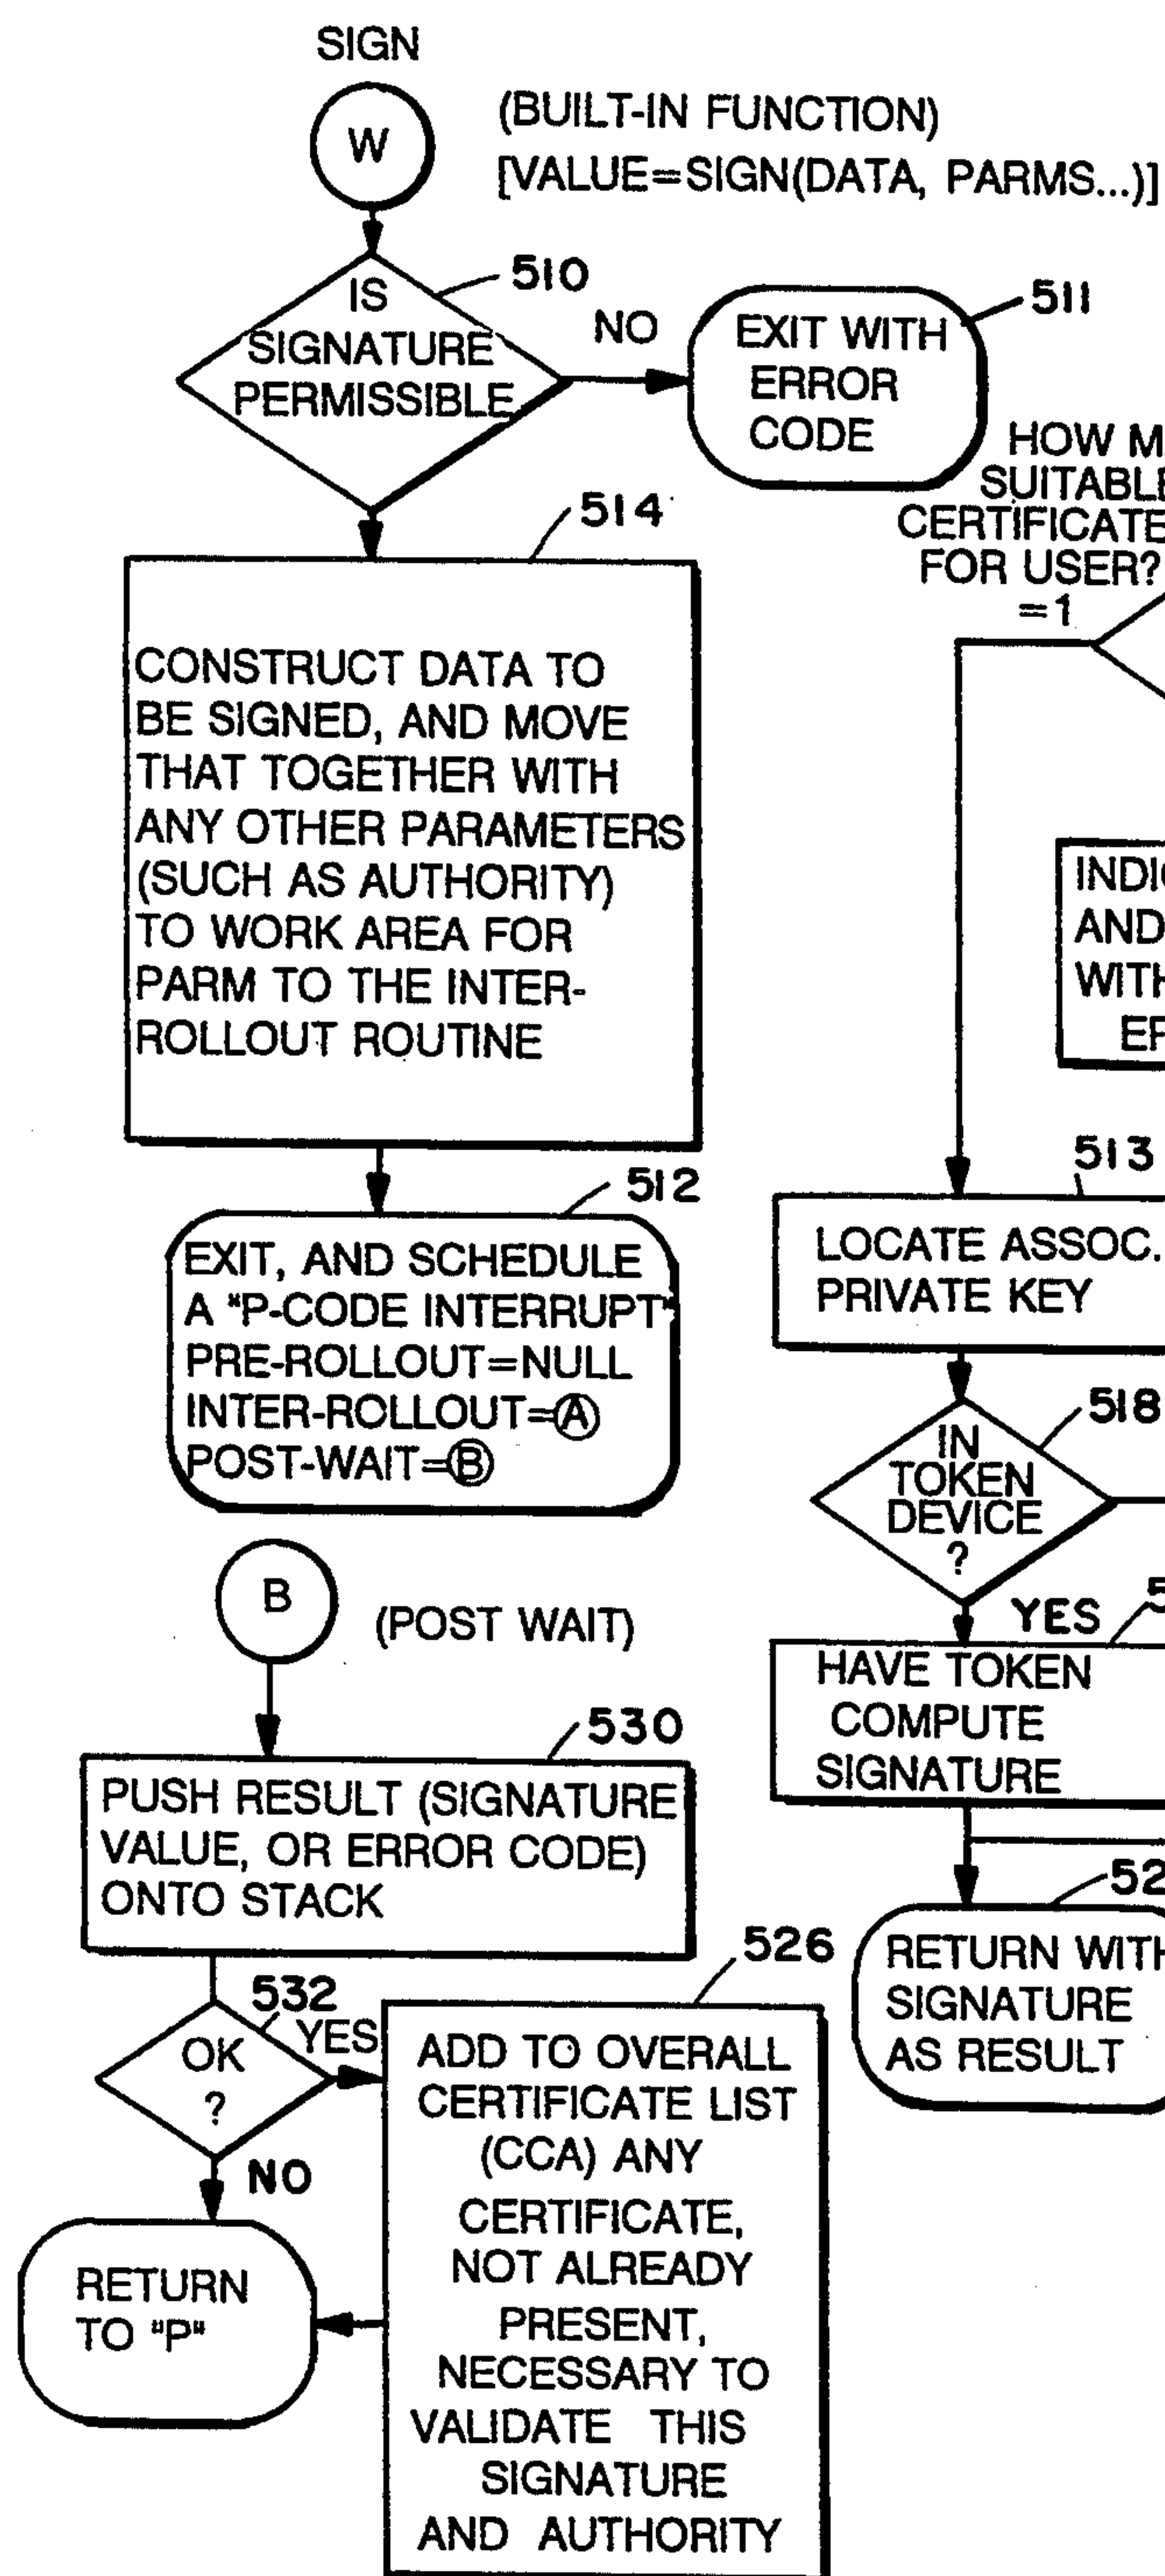 SIGN
W
(BUILT-IN FUNCTION)
[VALUE=SIGN(DATA, PARMS...)]
510
IS
SIGNATURE
PERMISSIBLE
NO
511
EXIT WITH
ERROR
CODE
514
CONSTRUCT DATA TO
BE SIGNED, AND MOVE
THAT TOGETHER WITH
ANY OTHER PARAMETERS
(SUCH AS AUTHORITY)
TO WORK AREA FOR
PARM TO THE INTER-
ROLLOUT ROUTINE
512
EXIT, AND SCHEDULE
A "P-CODE INTERRUPT"
PRE-ROLLOUT=NULL
INTER-ROLLOUT=A
POST-WAIT=B
B
(POST WAIT)
530
PUSH RESULT (SIGNATURE
VALUE, OR ERROR CODE)
ONTO STACK
532
OK
?
YES
NO
RETURN
TO "P"
526
ADD TO OVERALL
CERTIFICATE LIST
(CCA) ANY
CERTIFICATE,
NOT ALREADY
PRESENT,
NECESSARY TO
VALIDATE THIS
SIGNATURE
AND AUTHORITY
HOW
SUITABLE
CERTIFICATE
FOR USER?
=1
AND
WITH
513
LOCATE ASSOC.
PRIVATE KEY
518
IN
TOKEN
DEVICE
?
YES
HAVE TOKEN
COMPUTE
SIGNATURE
RETURN WITH
SIGNATURE
AS RESULT